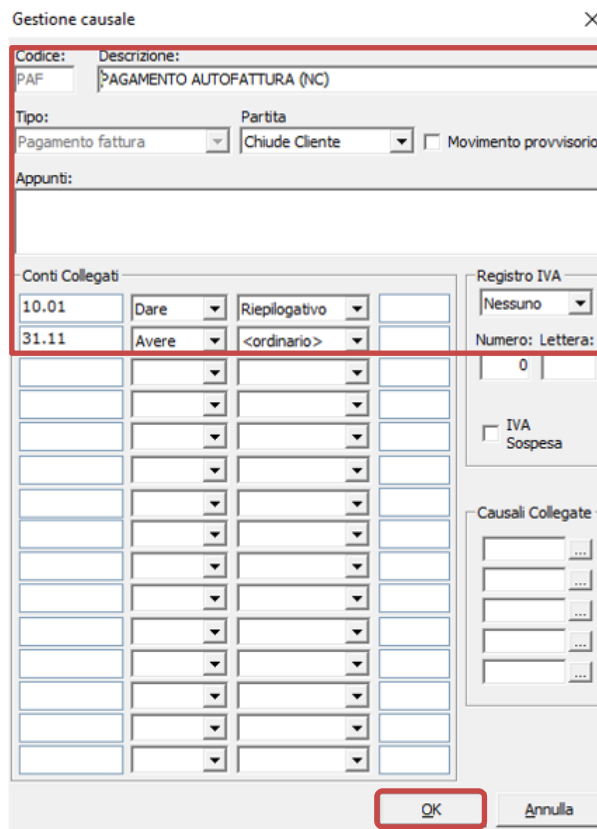 Gestione causale
Codice: Descrizione:
PAF PAGAMENTO AUTOFATTURA (NC)
Tipo: Partita
Pagamento fattura Chiude Cliente Movimento provvisorio
Appunti:
Conti Collegati Registro IVA
10.01 Dare Riepilogativo Nessuno
31.11 Avere <ordinario> Numero: Lettera:
0
IVA
Sospesa
Causali Collegate
...
...
...
...
...
OK Annulla